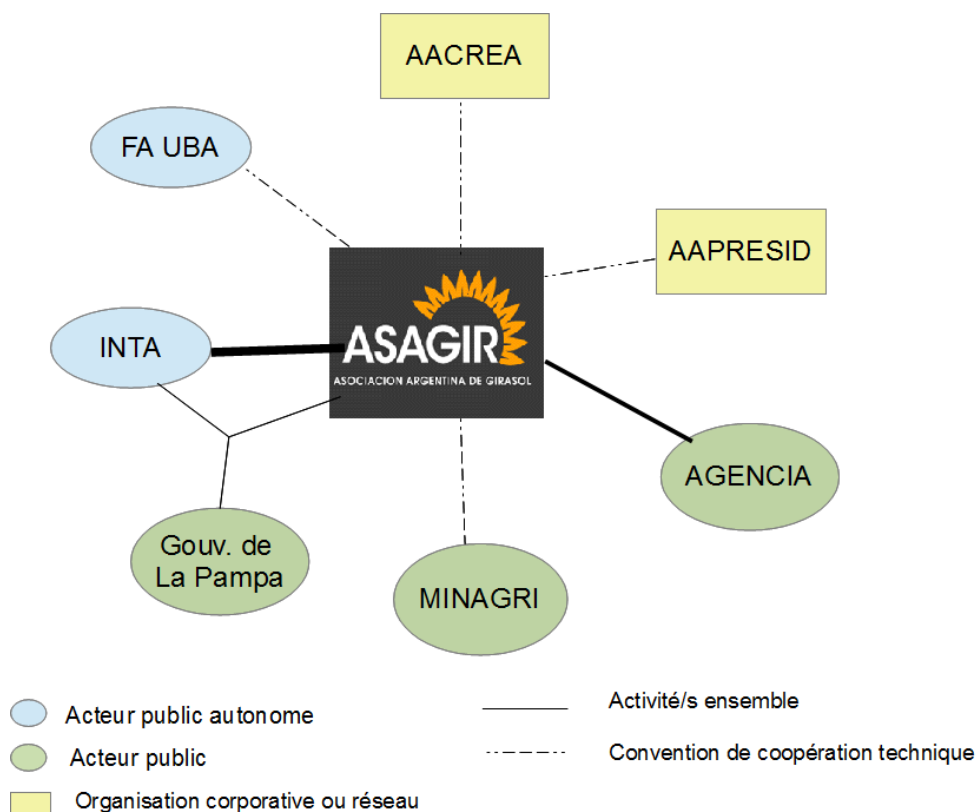 AACREA
FA UBA
AAPRESID
ASAGIR
ASOCIACION ARGENTINA DE GIRASOL
INTA
AGENCIA
Gouv. de
La Pampa
MINAGRI
Acteur public autonome
Acteur public
Organisation corporative ou réseau
Activité/s ensemble
Convention de coopération technique